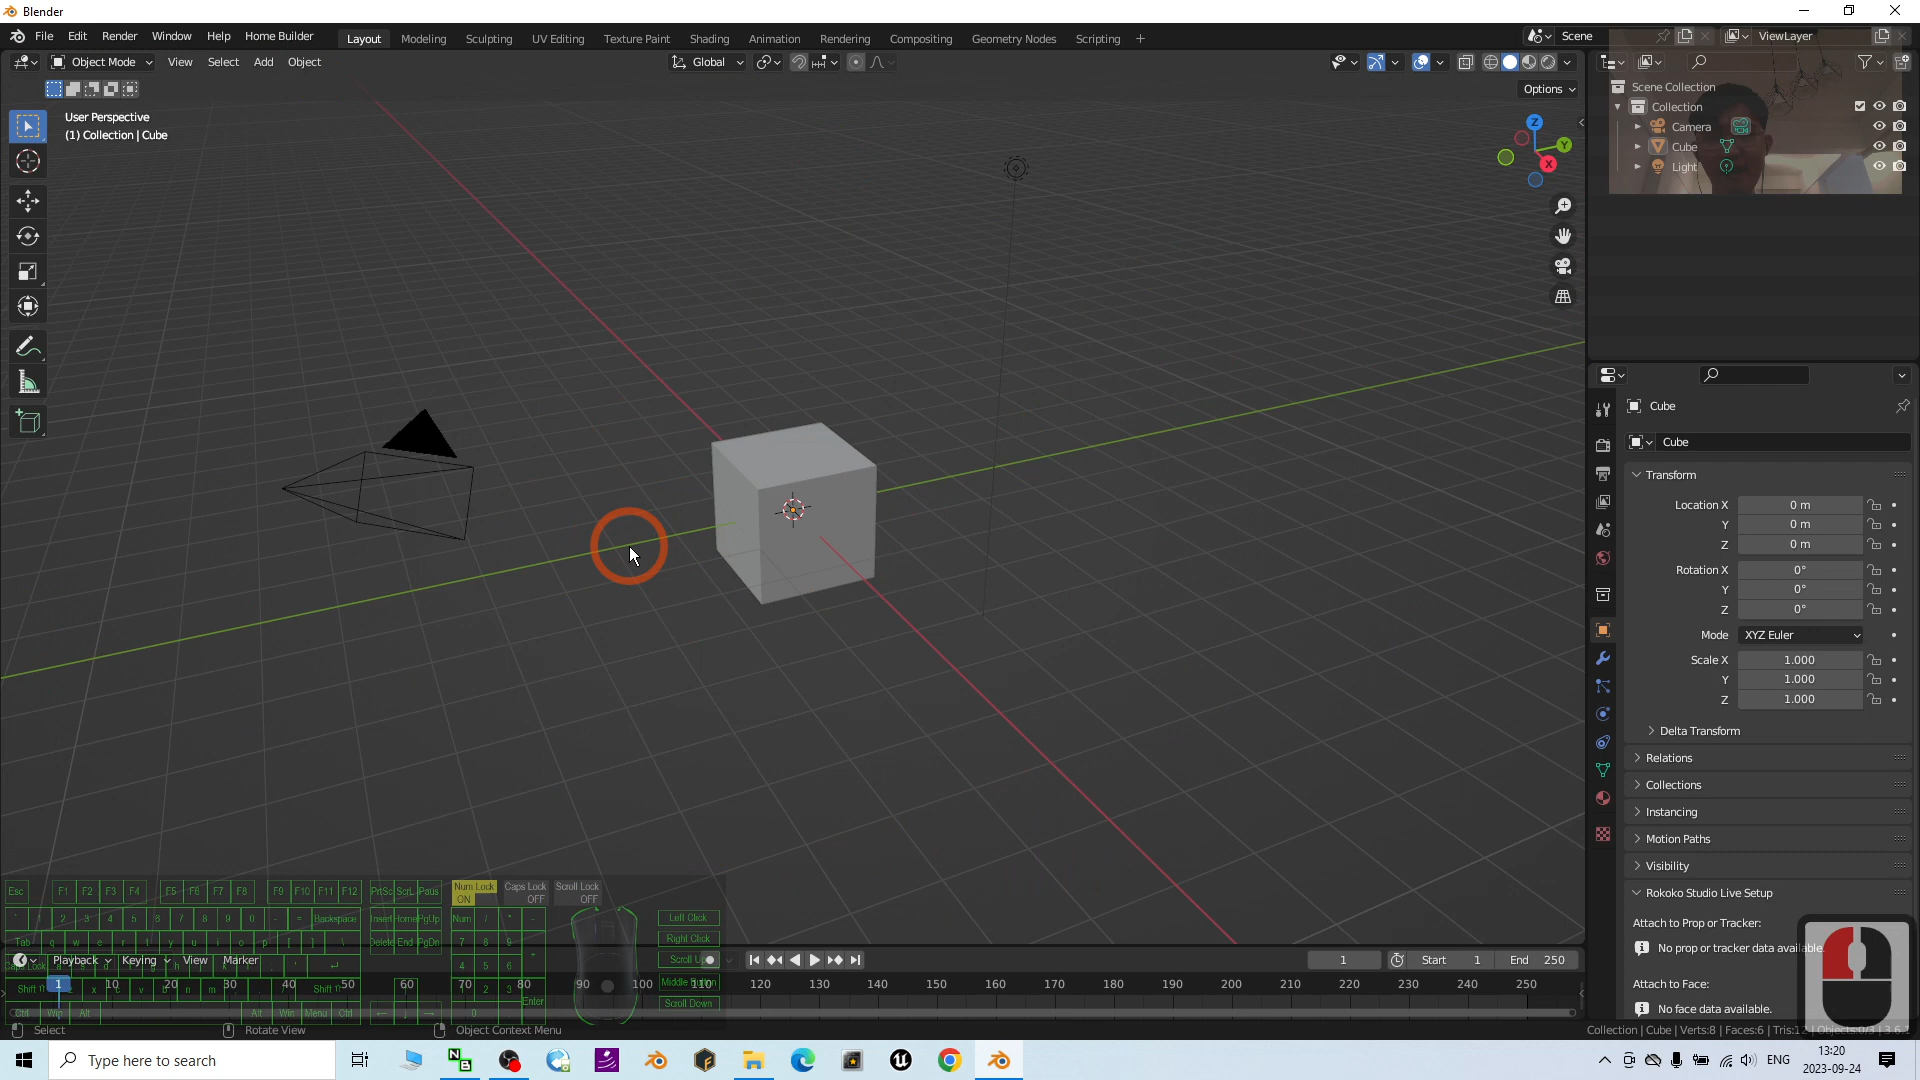 Blender
File Edit Render Window Help Home Builder Layout Modeling Sculpting UV Editing Texture Paint Shading Animation Rendering Compositing Geometry Nodes Scripting + Scene ViewLayer
Object Mode View Select Add Object Global
Options
User Perspective
(1) Collection | Cube
Z
Y
X
Scene Collection
Collection
Camera
Cube
Light
Cube
Cube
Transform
Location X 0 m
Y 0 m
Z 0 m
Rotation X 0°
Y 0°
Z 0°
Mode XYZ Euler
Scale X 1.000
Y 1.000
Z 1.000
Delta Transform
Relations
Collections
Instancing
Motion Paths
Visibility
Rokoko Studio Live Setup
Attach to Prop or Tracker:
No prop or tracker data available.
Attach to Face:
No face data available.
Esc F1 F2 F3 F4 F5 F6 F7 F8 F9 F10 F11 F12 PrtSc ScrL Paus Num Lock ON Caps Lock OFF Scroll Lock OFF
` 1 2 3 4 5 6 7 8 9 0 - = Backspace Insert Home PgUp Num / * - Left Click
Tab q w e r t y u i o p [ ] \ Delete End PgDn 7 8 9 + Right Click
Playback Keying View Marker 4 5 6 Scroll Up 1 Start 1 End 250
Shift z x c v b n m Shift 2 3 Enter Middle Button
1 10 20 30 40 50 60 70 80 90 100 110 120 130 140 150 160 170 180 190 200 210 220 230 240 250
Ctrl Win Alt Alt Win Menu Ctrl 0 Scroll Down
Select Rotate View Object Context Menu Collection | Cube | Verts:8 | Faces:6 | Tris:12 | Objects:0/3 | 3.6.1
Type here to search ENG 13:20
2023-09-24